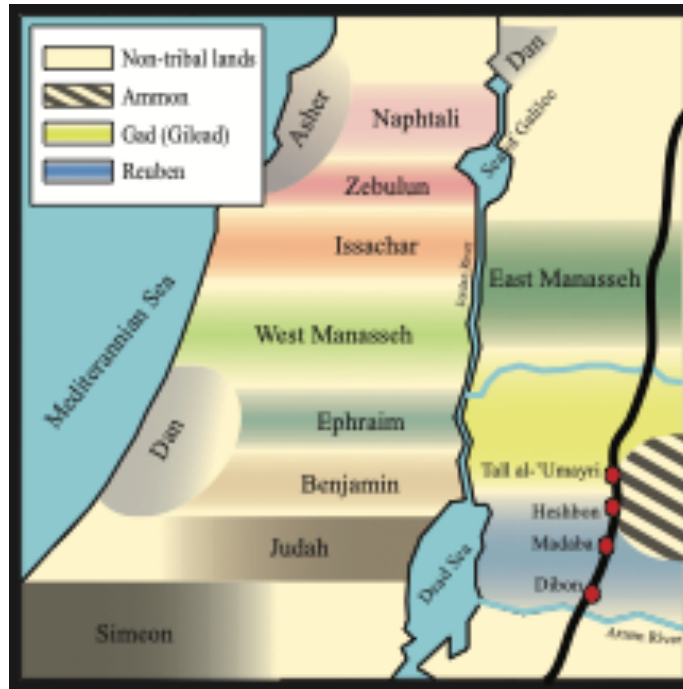 Non-tribal lands
Ammon
Gad (Gilead)
Reuben
Dan
Asher
Naphtali
Sea of Galilee
Zebulun
Issachar
Jordan River
East Manasseh
Mediterannian Sea
West Manasseh
Dan
Ephraim
Tall al-'Umayri
Benjamin
Heshbon
Madaba
Judah
Dead Sea
Dibon
Simeon
Arnon River